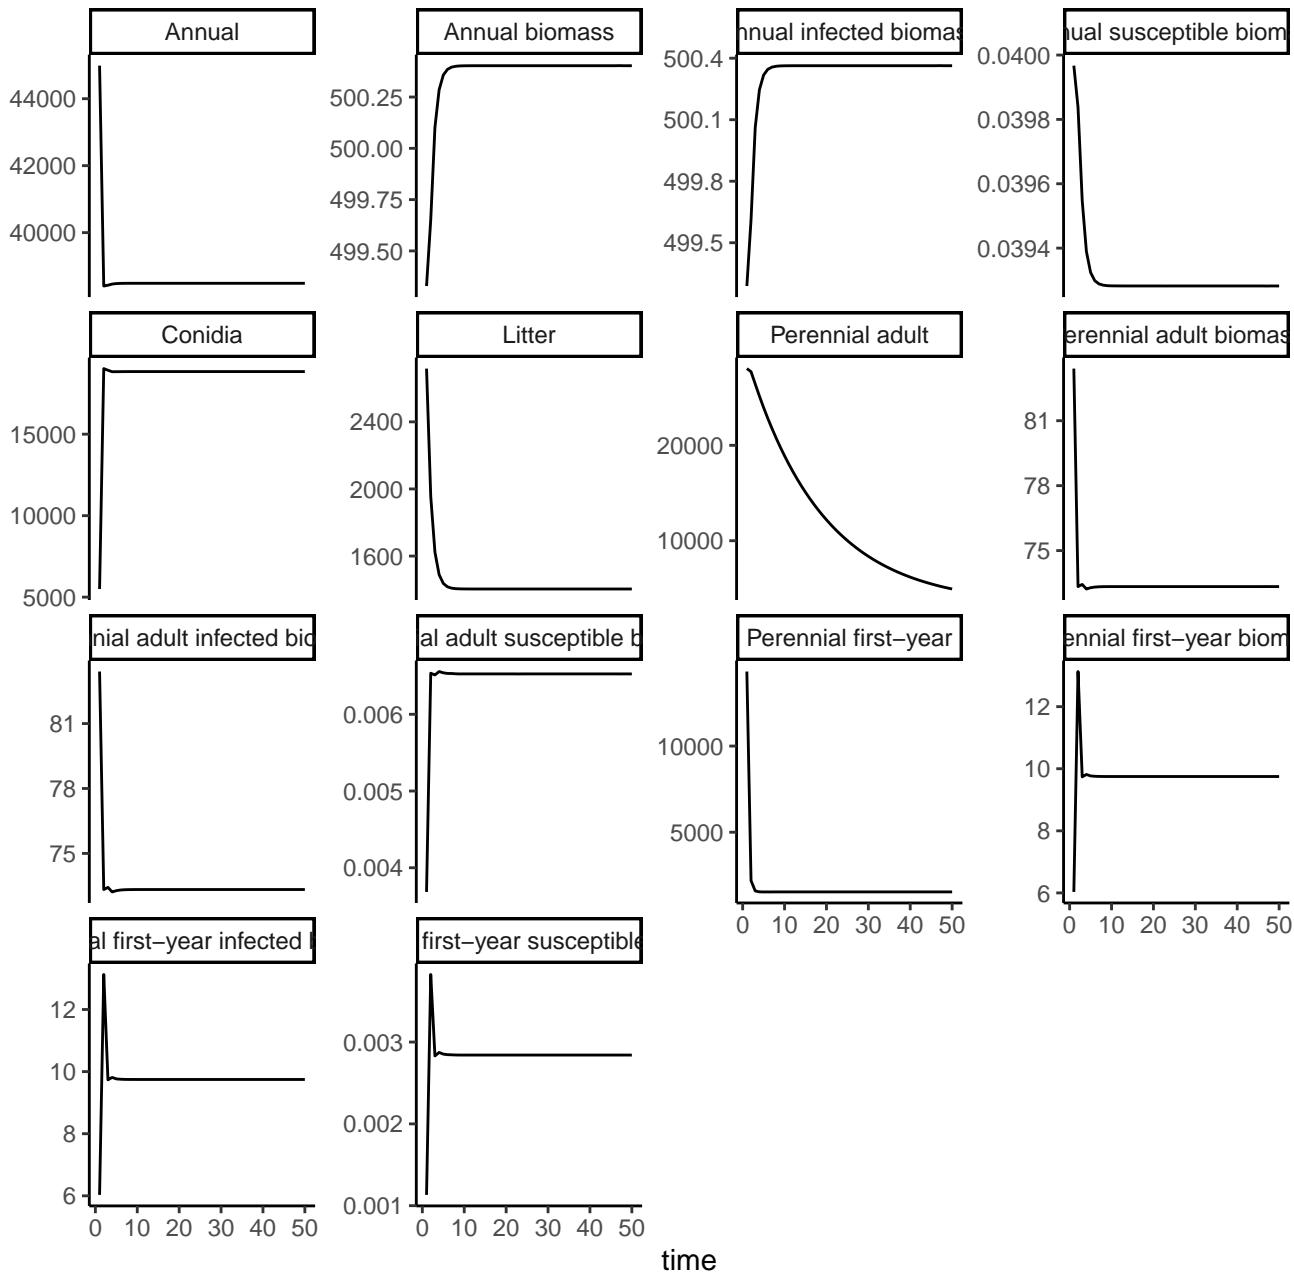 Annual
Annual biomass
nnual infected biomas
nual susceptible biom
44000
42000
40000
500.25
500.00
499.75
499.50
500.4
500.1
499.8
499.5
0.0400
0.0398
0.0396
0.0394
Conidia
Litter
Perennial adult
erennial adult biomas
15000
10000
5000
2400
2000
1600
20000
10000
81
78
75
nial adult infected bio
al adult susceptible b
Perennial first−year
ennial first−year biom
81
78
75
0.006
0.005
0.004
10000
5000
12
10
8
6
0 10 20 30 40 50
0 10 20 30 40 50
al first−year infected b
first−year susceptible
12
10
8
6
0.003
0.002
0.001
0 10 20 30 40 50
0 10 20 30 40 50
time